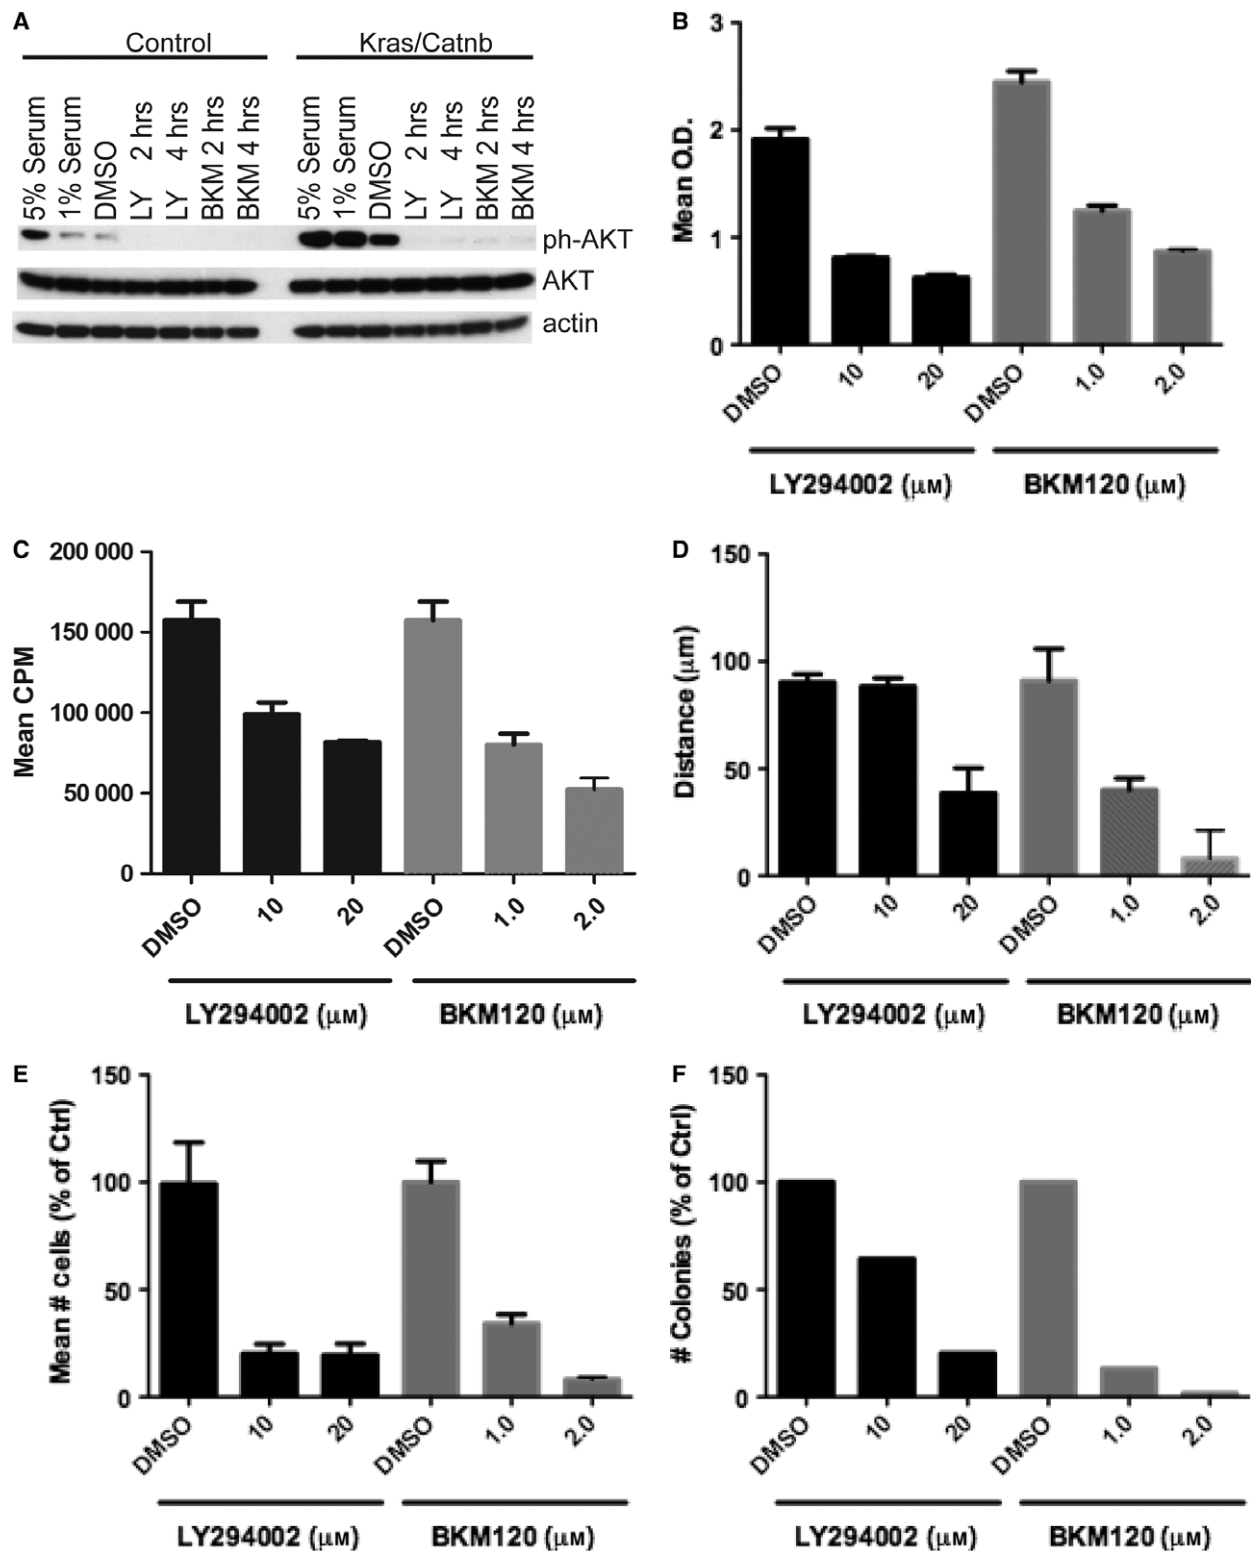 A
Control
Kras/Catnb
5% Serum
1% Serum
DMSO
LY 2 hrs
LY 4 hrs
BKM 2 hrs
BKM 4 hrs
5% Serum
1% Serum
DMSO
LY 2 hrs
LY 4 hrs
BKM 2 hrs
BKM 4 hrs
ph-AKT
AKT
actin
B
Mean O.D.
3
2
1
0
DMSO
10
20
DMSO
1.0
2.0
LY294002 (μM)
BKM120 (μM)
C
Mean CPM
200 000
150 000
100 000
50 000
0
DMSO
10
20
DMSO
1.0
2.0
LY294002 (μM)
BKM120 (μM)
D
Distance (μm)
150
100
50
0
DMSO
10
20
DMSO
1.0
2.0
LY294002 (μM)
BKM120 (μM)
E
Mean # cells (% of Ctrl)
150
100
50
0
DMSO
10
20
DMSO
1.0
2.0
LY294002 (μM)
BKM120 (μM)
F
# Colonies (% of Ctrl)
150
100
50
0
DMSO
10
20
DMSO
1.0
2.0
LY294002 (μM)
BKM120 (μM)